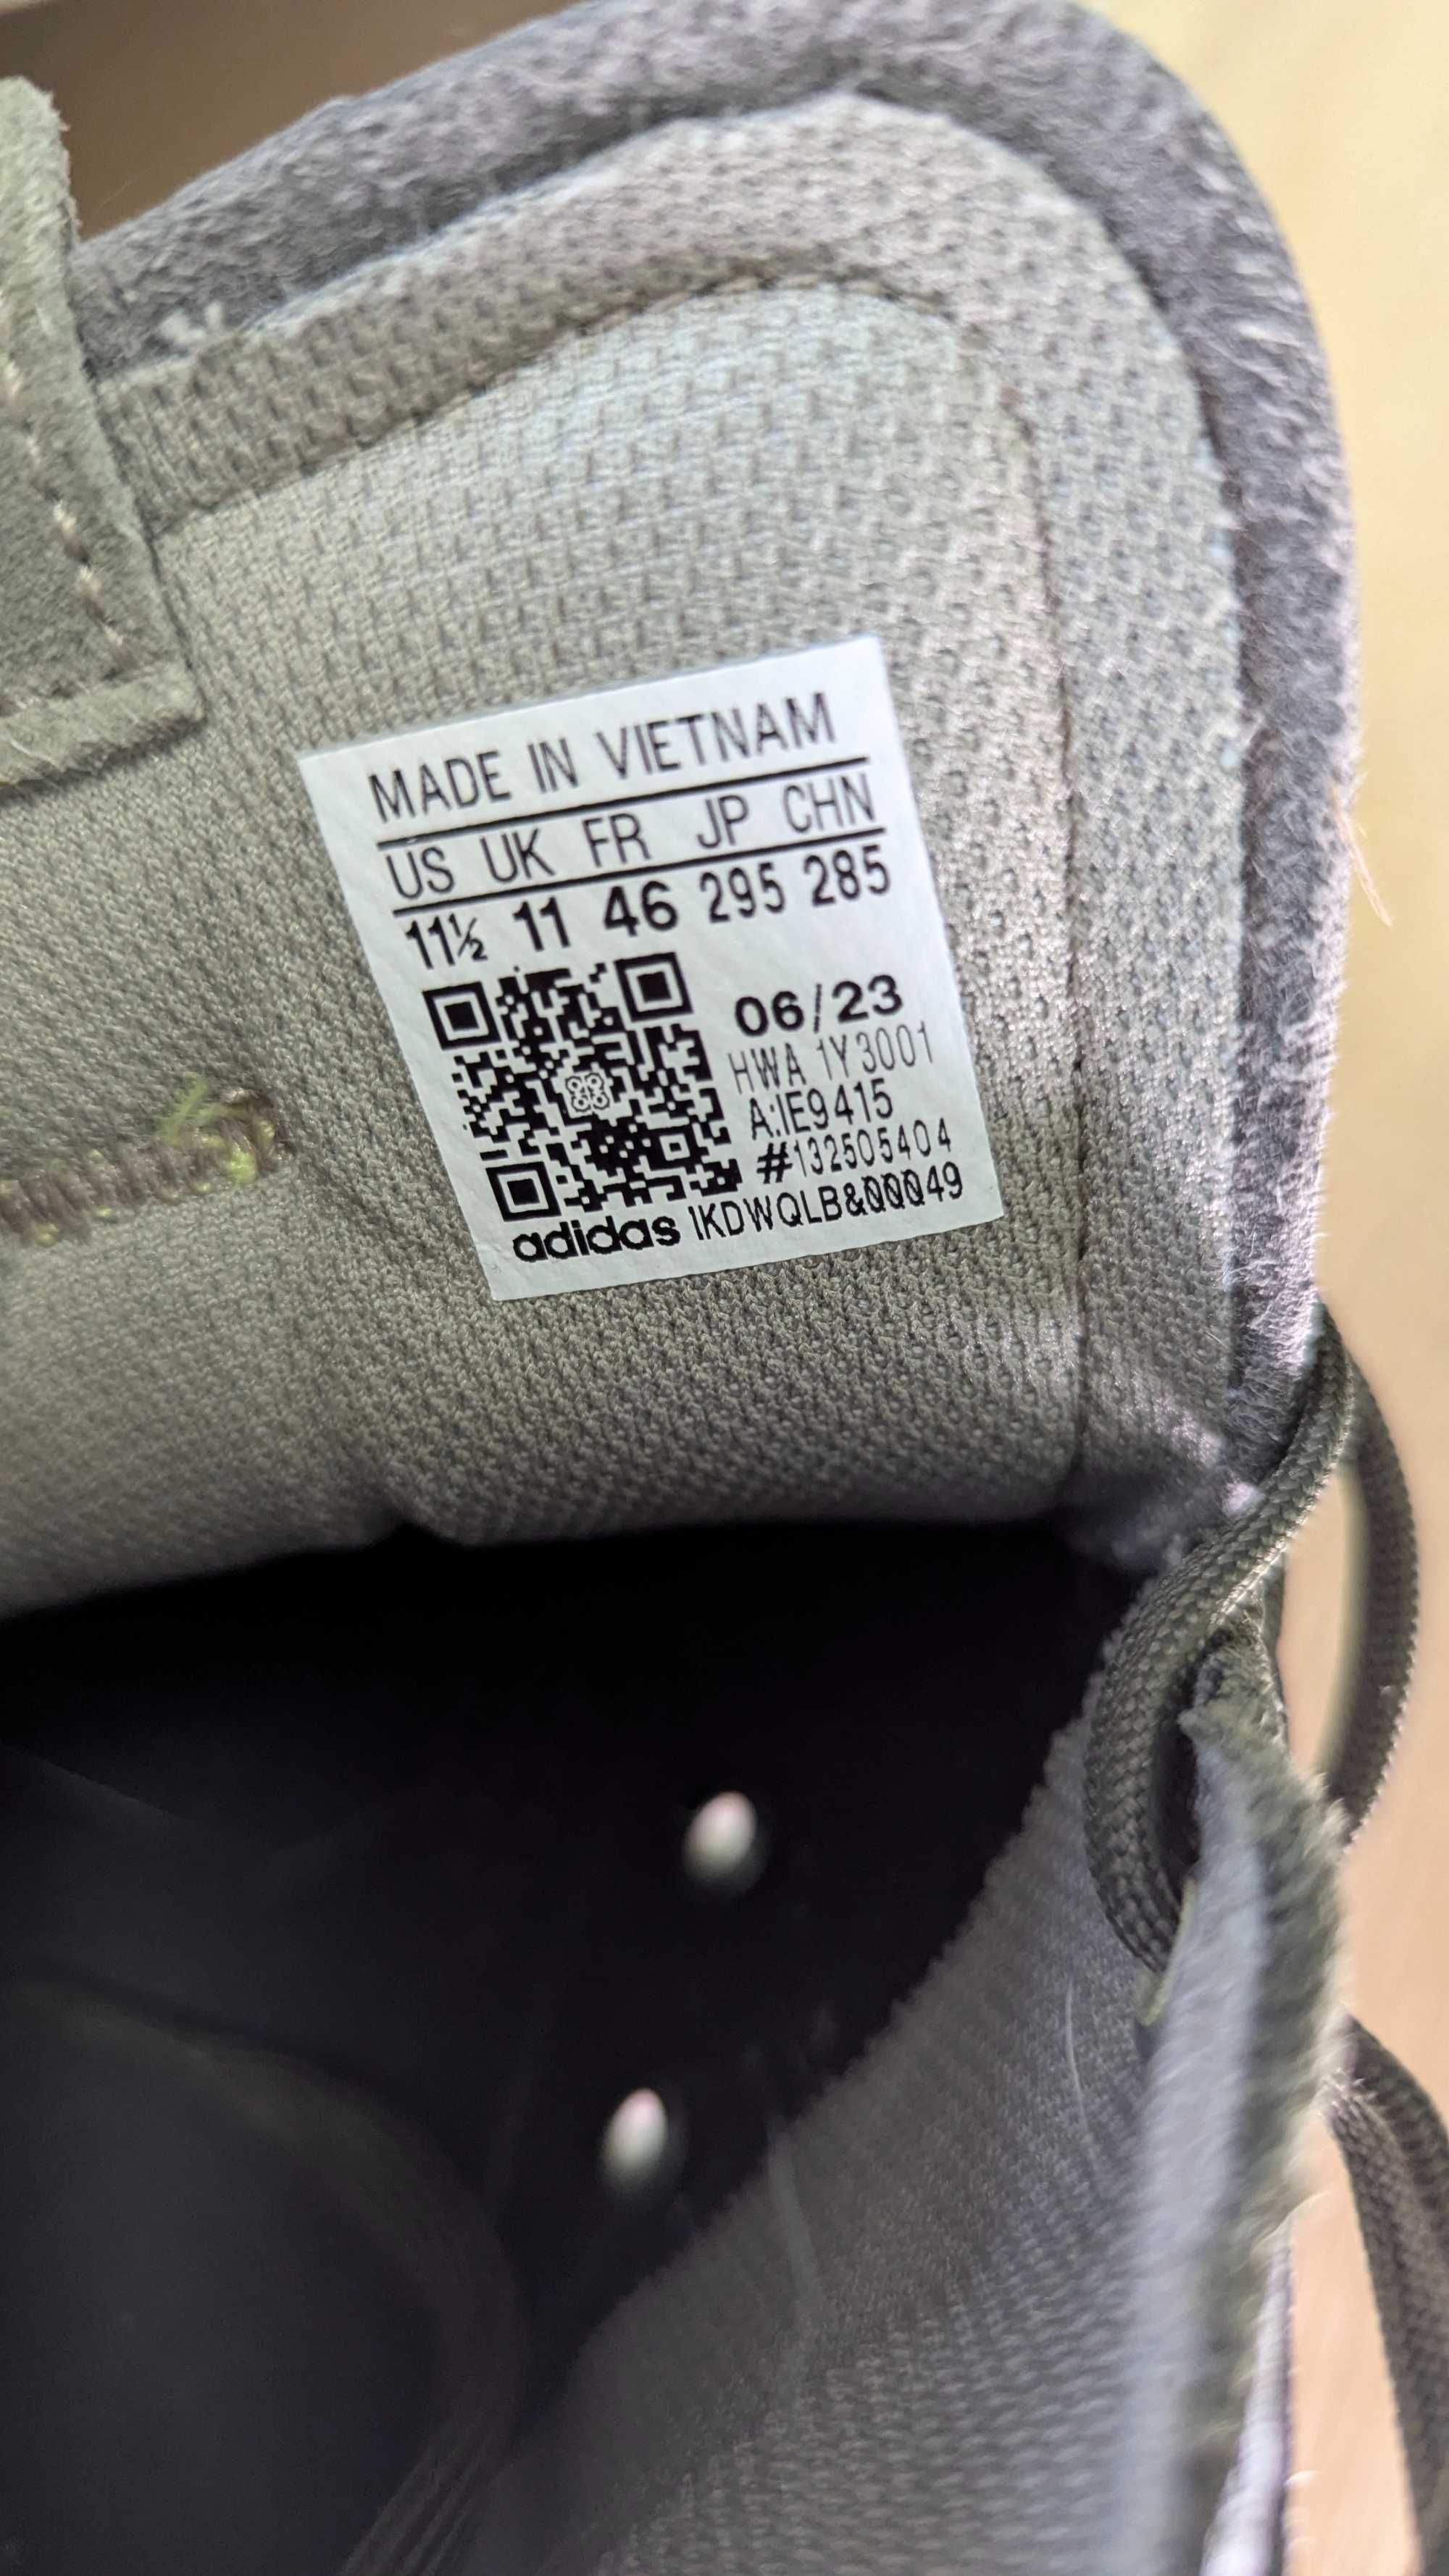 MADE IN VIETNAM
US UK FR JP CHN
11½ 11 46 295 285
06/23
HWA 1Y3001
A:IE9415
#132505404
adidas 1KDWQLB&00049